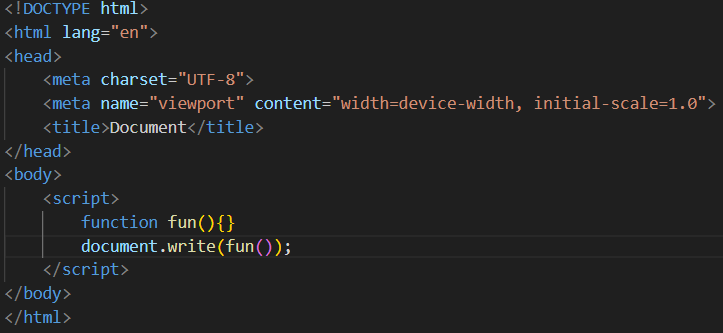 <!DOCTYPE html>
<html lang="en">
<head>
    <meta charset="UTF-8">
    <meta name="viewport" content="width=device-width, initial-scale=1.0">
    <title>Document</title>
</head>
<body>
    <script>
        function fun(){}
        document.write(fun());
    </script>
</body>
</html>